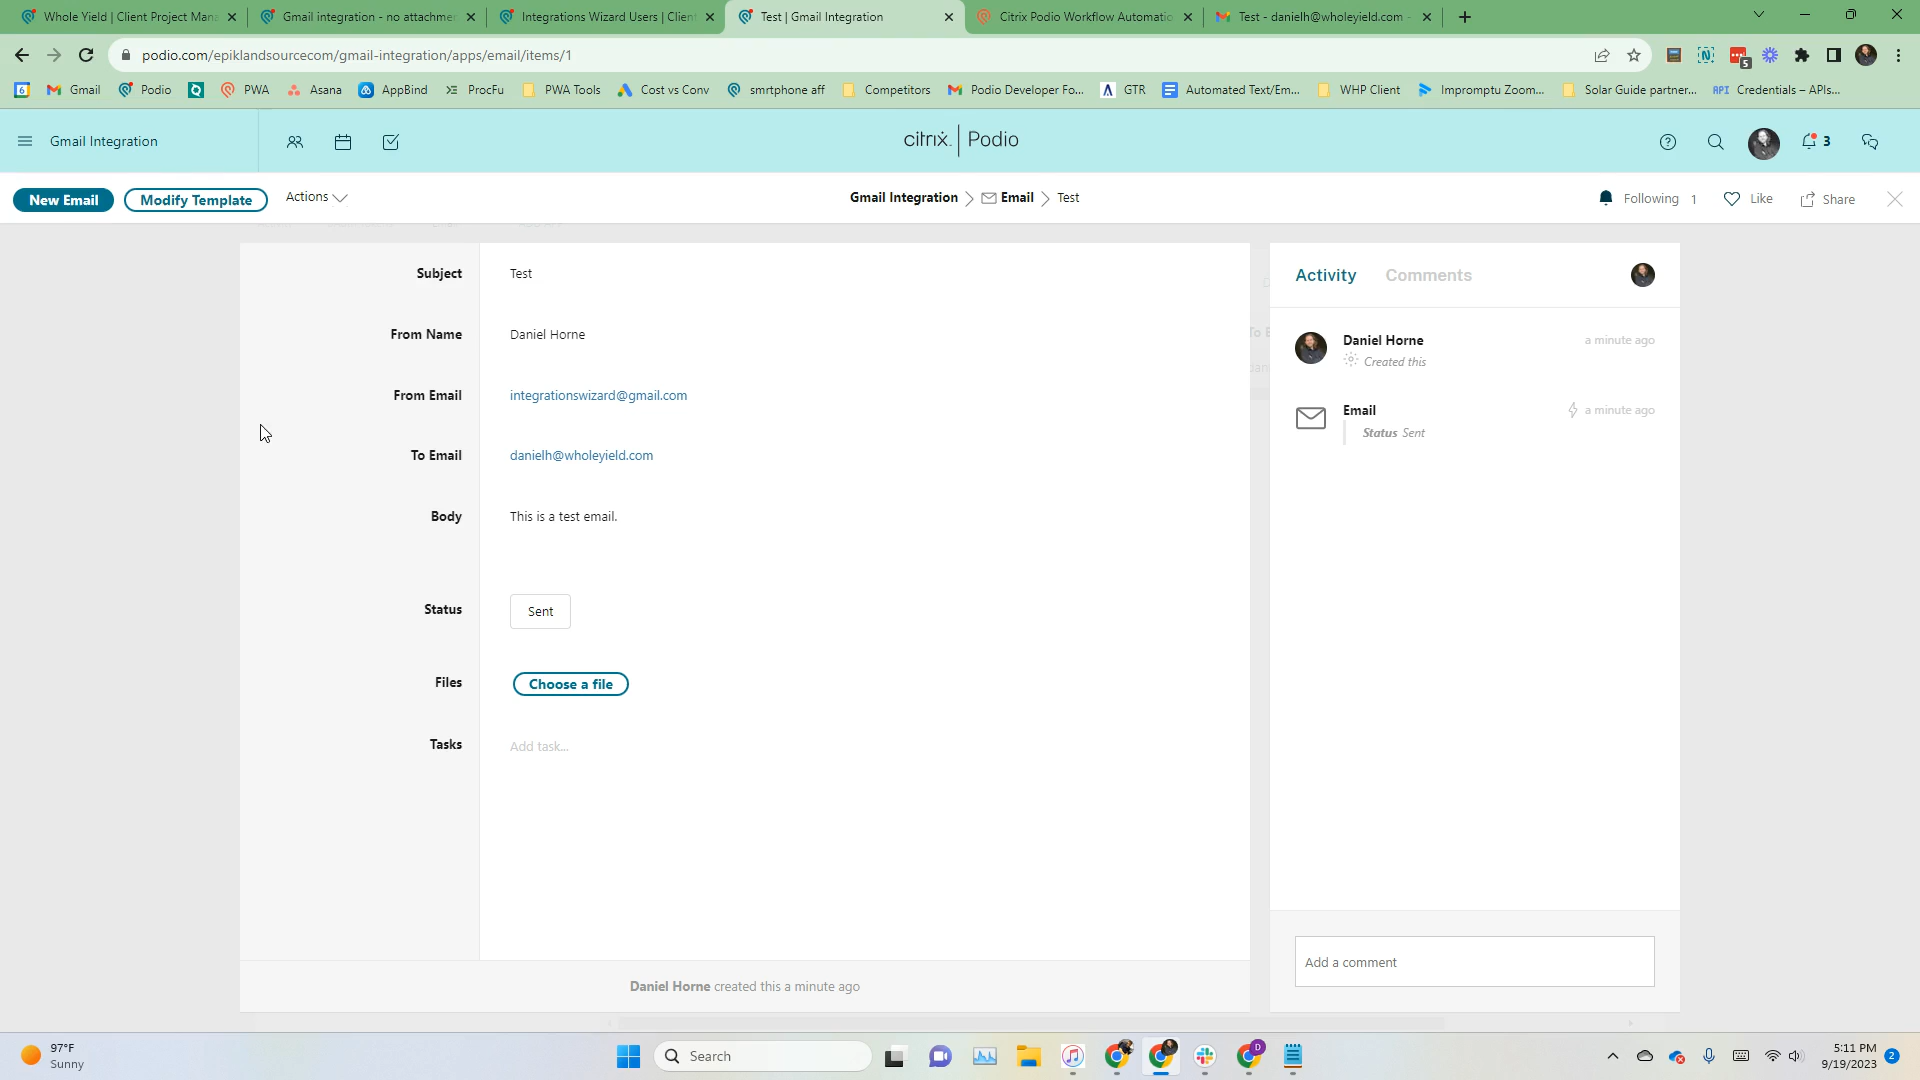 Whole Yield | Client Project Mana
Gmail integration - no attachme
Integrations Wizard Users | Clien
Test | Gmail Integration
Citrix Podio Workflow Automatio
Test - danielh@wholeyield.com -
podio.com/epiklandsourcecom/gmail-integration/apps/email/items/1
5
6
Gmail
Podio
PWA
Asana
AppBind
ProcFu
PWA Tools
Cost vs Conv
smrtphone aff
Competitors
Podio Developer Fo...
GTR
Automated Text/Em...
WHP Client
Impromptu Zoom...
Solar Guide partner...
API Credentials – APIs...
Gmail Integration
citrix | Podio
3
New Email
Modify Template
Actions
Gmail Integration
Email
Test
Following 1
Like
Share
Subject
Test
From Name
Daniel Horne
From Email
integrationswizard@gmail.com
To Email
danielh@wholeyield.com
Body
This is a test email.
Status
Sent
Files
Choose a file
Tasks
Add task...
Daniel Horne created this a minute ago
Activity
Comments
Daniel Horne
a minute ago
Created this
Email
a minute ago
Status Sent
Add a comment
97°F
Sunny
Search
D
5:11 PM
9/19/2023
2